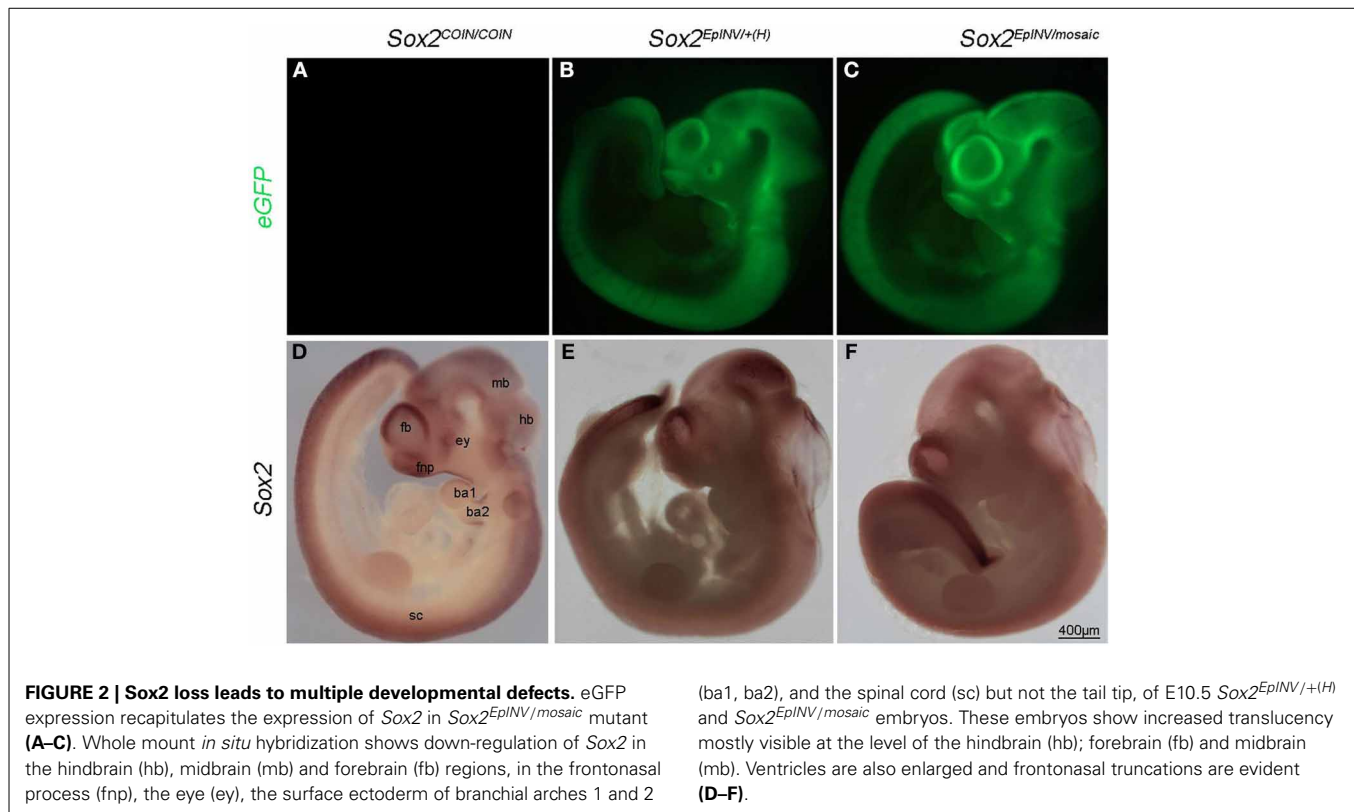 Sox2COIN/COIN
Sox2EpINV/+(H)
Sox2EpINV/mosaic
eGFP
A
B
C
Sox2
D
mb
hb
fb
ey
fnp
ba1
ba2
sc
E
F
400µm
FIGURE 2 | Sox2 loss leads to multiple developmental defects. eGFP
expression recapitulates the expression of Sox2 in Sox2EpINV/mosaic mutant
(A–C). Whole mount in situ hybridization shows down-regulation of Sox2 in
the hindbrain (hb), midbrain (mb) and forebrain (fb) regions, in the frontonasal
process (fnp), the eye (ey), the surface ectoderm of branchial arches 1 and 2
(ba1, ba2), and the spinal cord (sc) but not the tail tip, of E10.5 Sox2EpINV/+(H)
and Sox2EpINV/mosaic embryos. These embryos show increased translucency
mostly visible at the level of the hindbrain (hb); forebrain (fb) and midbrain
(mb). Ventricles are also enlarged and frontonasal truncations are evident
(D–F).